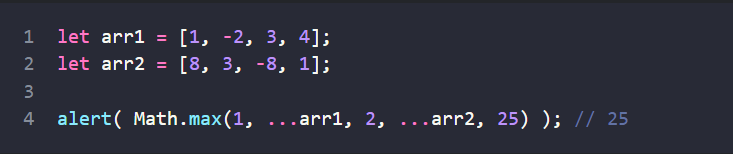 1 let arr1 = [1, -2, 3, 4];
2 let arr2 = [8, 3, -8, 1];
3
4 alert( Math.max(1, ...arr1, 2, ...arr2, 25) ); // 25